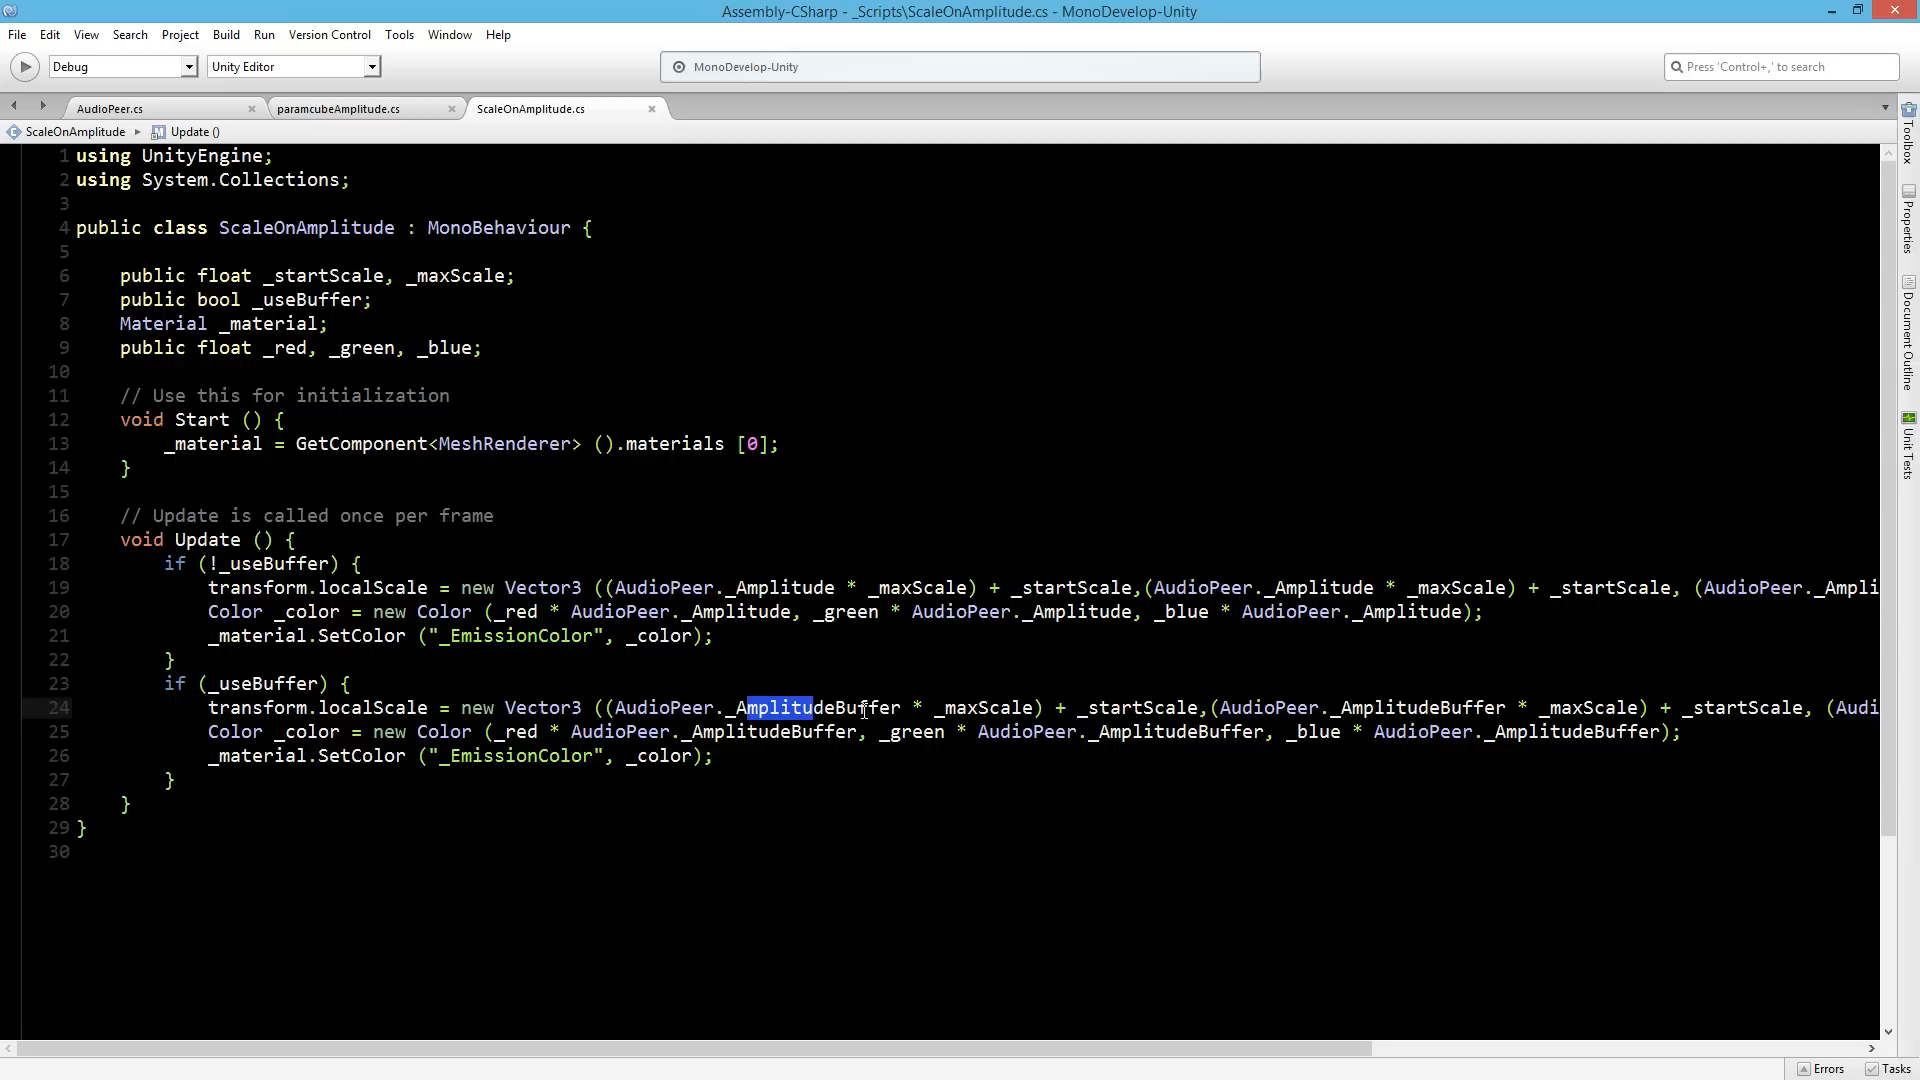 Assembly-CSharp - _Scripts\ScaleOnAmplitude.cs - MonoDevelop-Unity
File Edit View Search Project Build Run Version Control Tools Window Help
Debug Unity Editor MonoDevelop-Unity Press 'Control+,' to search
AudioPeer.cs paramcubeAmplitude.cs ScaleOnAmplitude.cs
ScaleOnAmplitude Update ()
1 using UnityEngine;
2 using System.Collections;
3
4 public class ScaleOnAmplitude : MonoBehaviour {
5
6 public float _startScale, _maxScale;
7 public bool _useBuffer;
8 Material _material;
9 public float _red, _green, _blue;
10
11 // Use this for initialization
12 void Start () {
13 _material = GetComponent<MeshRenderer> ().materials [0];
14 }
15
16 // Update is called once per frame
17 void Update () {
18 if (!_useBuffer) {
19 transform.localScale = new Vector3 ((AudioPeer._Amplitude * _maxScale) + _startScale,(AudioPeer._Amplitude * _maxScale) + _startScale, (AudioPeer._Ampli
20 Color _color = new Color (_red * AudioPeer._Amplitude, _green * AudioPeer._Amplitude, _blue * AudioPeer._Amplitude);
21 _material.SetColor ("_EmissionColor", _color);
22 }
23 if (_useBuffer) {
24 transform.localScale = new Vector3 ((AudioPeer._AmplitudeBuffer * _maxScale) + _startScale,(AudioPeer._AmplitudeBuffer * _maxScale) + _startScale, (Audi
25 Color _color = new Color (_red * AudioPeer._AmplitudeBuffer, _green * AudioPeer._AmplitudeBuffer, _blue * AudioPeer._AmplitudeBuffer);
26 _material.SetColor ("_EmissionColor", _color);
27 }
28 }
29 }
30
Toolbox
Properties
Document Outline
Unit Tests
Errors Tasks